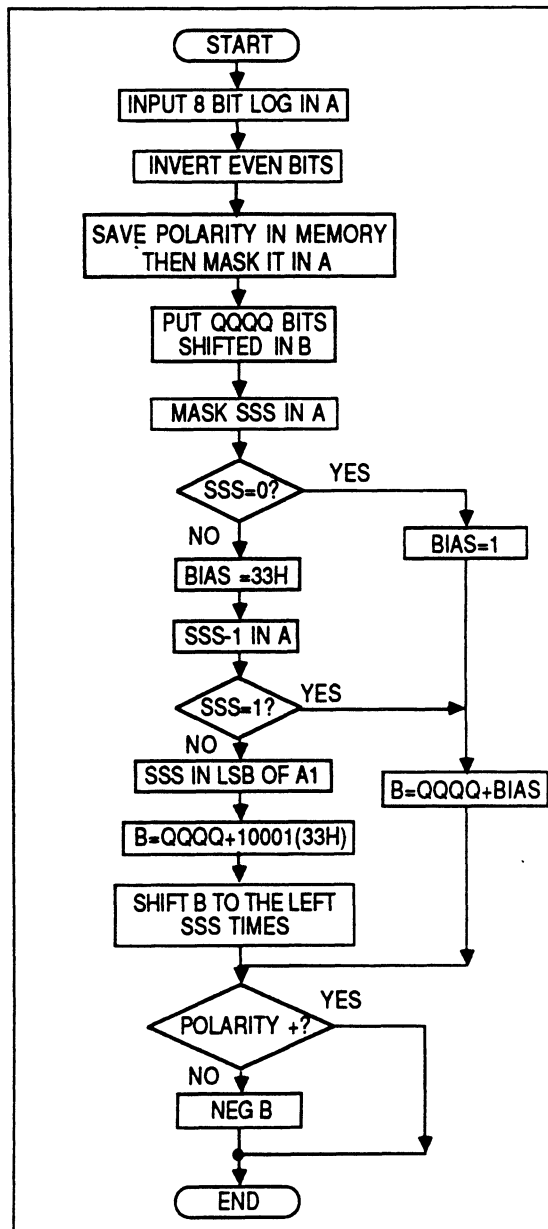 START
INPUT 8 BIT LOG IN A
INVERT EVEN BITS
SAVE POLARITY IN MEMORY
THEN MASK IT IN A
PUT QQQQ BITS
SHIFTED IN B
MASK SSS IN A
SSS=0?
YES
NO
BIAS=1
BIAS =33H
SSS-1 IN A
SSS=1?
YES
NO
SSS IN LSB OF A1
B=QQQQ+BIAS
B=QQQQ+10001(33H)
SHIFT B TO THE LEFT
SSS TIMES
POLARITY +?
YES
NO
NEG B
END